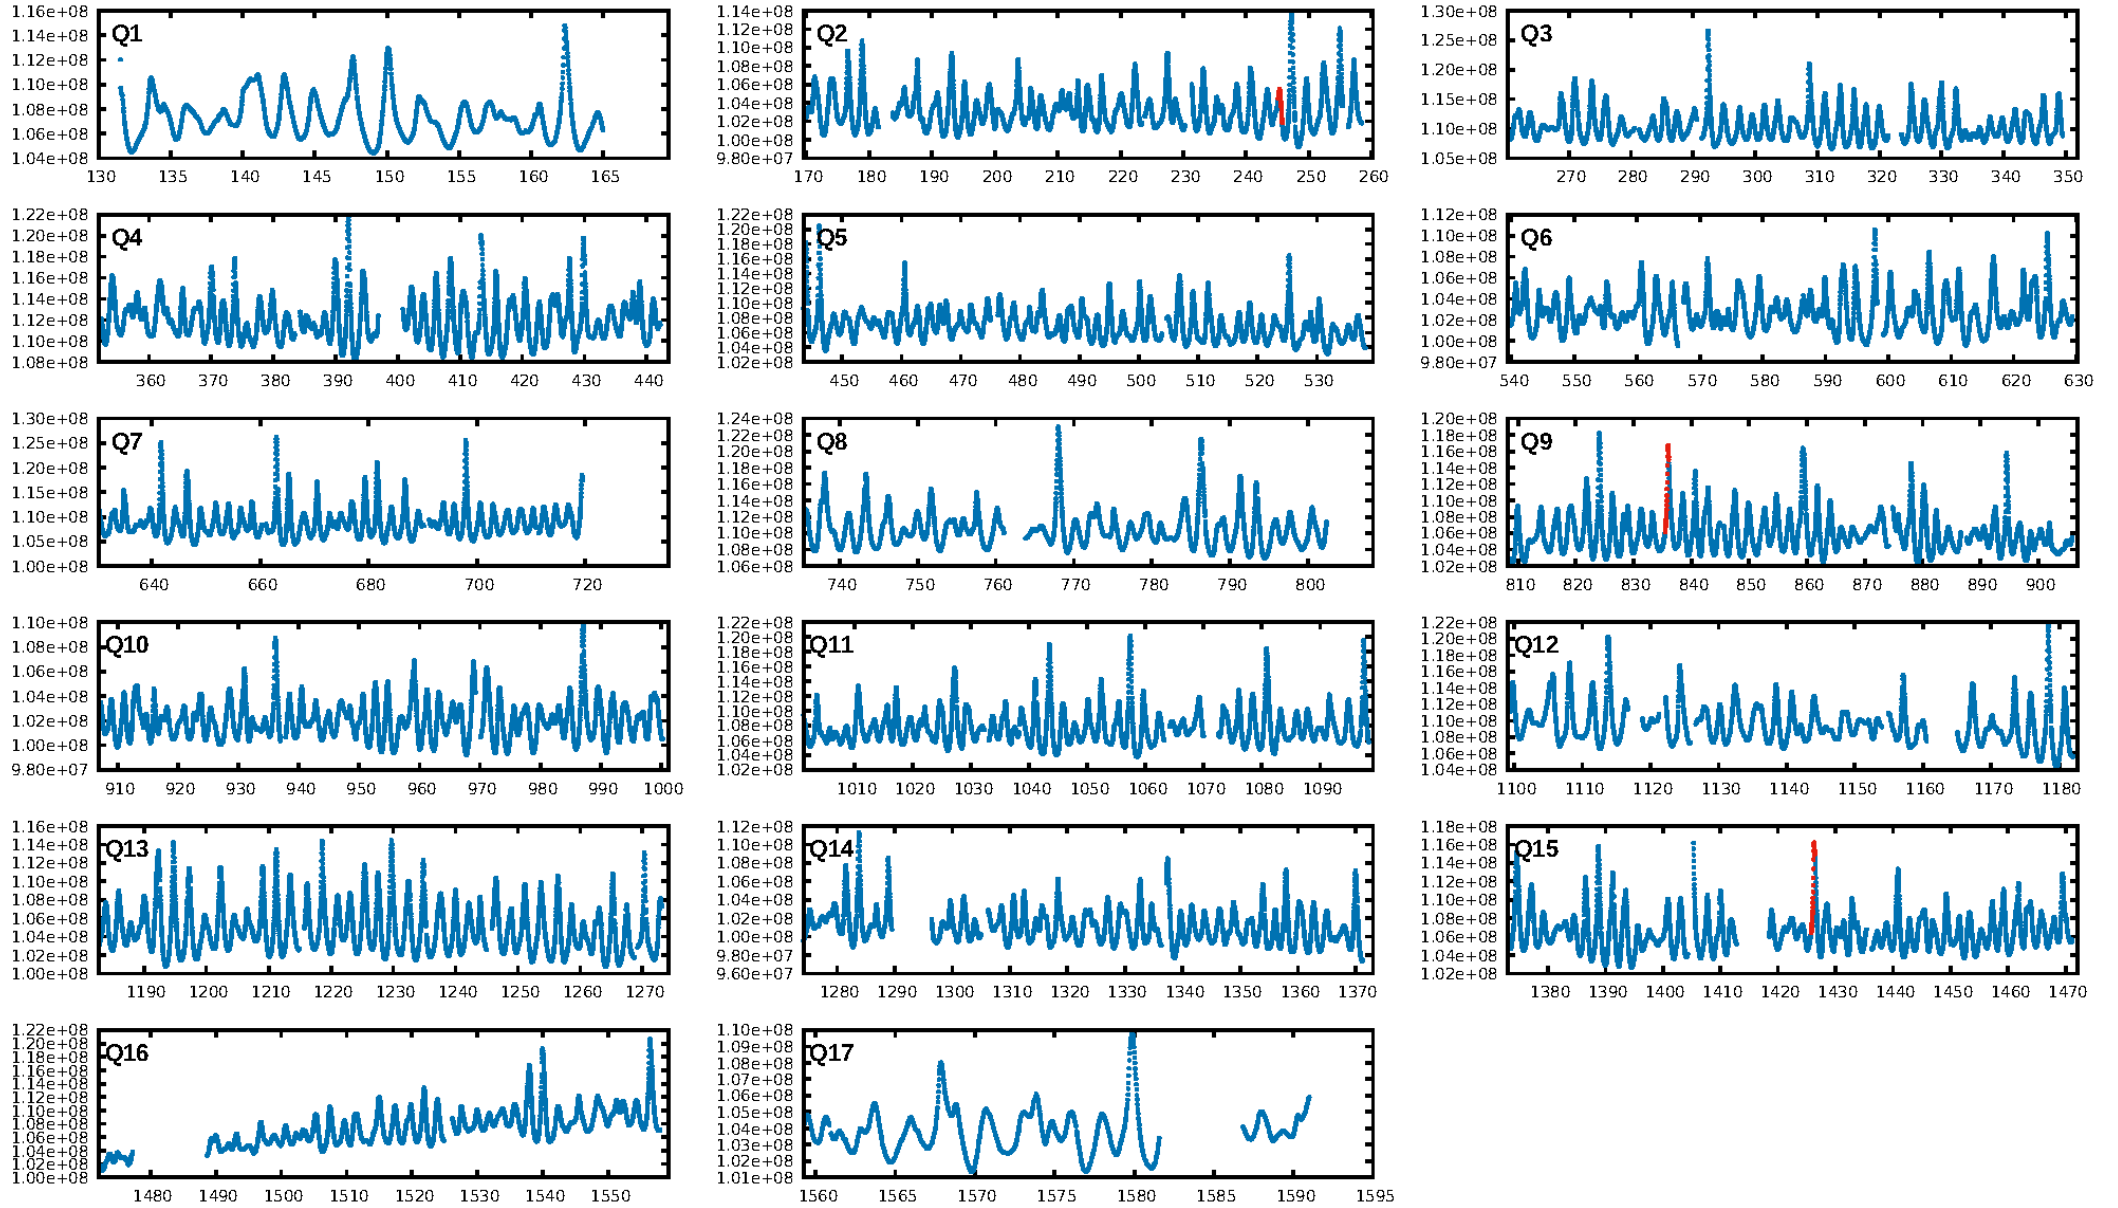 1.16e+08 1.14e+08 1.12e+08 1.10e+08 1.08e+08 1.06e+08 1.04e+08
Q1
130 135 140 145 150 155 160 165
1.14e+08 1.12e+08 1.10e+08 1.08e+08 1.06e+08 1.04e+08 1.02e+08 1.00e+08 9.80e+07
Q2
170 180 190 200 210 220 230 240 250 260
1.30e+08 1.25e+08 1.20e+08 1.15e+08 1.10e+08 1.05e+08
Q3
270 280 290 300 310 320 330 340 350
1.22e+08 1.20e+08 1.18e+08 1.16e+08 1.14e+08 1.12e+08 1.10e+08 1.08e+08
Q4
360 370 380 390 400 410 420 430 440
1.22e+08 1.20e+08 1.18e+08 1.16e+08 1.14e+08 1.12e+08 1.10e+08 1.08e+08 1.06e+08 1.04e+08 1.02e+08
Q5
450 460 470 480 490 500 510 520 530
1.12e+08 1.10e+08 1.08e+08 1.06e+08 1.04e+08 1.02e+08 1.00e+08 9.80e+07
Q6
540 550 560 570 580 590 600 610 620 630
1.30e+08 1.25e+08 1.20e+08 1.15e+08 1.10e+08 1.05e+08 1.00e+08
Q7
640 660 680 700 720
1.24e+08 1.22e+08 1.20e+08 1.18e+08 1.16e+08 1.14e+08 1.12e+08 1.10e+08 1.08e+08 1.06e+08
Q8
740 750 760 770 780 790 800
1.20e+08 1.18e+08 1.16e+08 1.14e+08 1.12e+08 1.10e+08 1.08e+08 1.06e+08 1.04e+08 1.02e+08
Q9
810 820 830 840 850 860 870 880 890 900
1.10e+08 1.08e+08 1.06e+08 1.04e+08 1.02e+08 1.00e+08 9.80e+07
Q10
910 920 930 940 950 960 970 980 990 1000
1.22e+08 1.20e+08 1.18e+08 1.16e+08 1.14e+08 1.12e+08 1.10e+08 1.08e+08 1.06e+08 1.04e+08 1.02e+08
Q11
1010 1020 1030 1040 1050 1060 1070 1080 1090
1.22e+08 1.20e+08 1.18e+08 1.16e+08 1.14e+08 1.12e+08 1.10e+08 1.08e+08 1.06e+08 1.04e+08
Q12
1100 1110 1120 1130 1140 1150 1160 1170 1180
1.16e+08 1.14e+08 1.12e+08 1.10e+08 1.08e+08 1.06e+08 1.04e+08 1.02e+08 1.00e+08
Q13
1190 1200 1210 1220 1230 1240 1250 1260 1270
1.12e+08 1.10e+08 1.08e+08 1.06e+08 1.04e+08 1.02e+08 1.00e+08 9.80e+07 9.60e+07
Q14
1280 1290 1300 1310 1320 1330 1340 1350 1360 1370
1.18e+08 1.16e+08 1.14e+08 1.12e+08 1.10e+08 1.08e+08 1.06e+08 1.04e+08 1.02e+08
Q15
1380 1390 1400 1410 1420 1430 1440 1450 1460 1470
1.22e+08 1.20e+08 1.18e+08 1.16e+08 1.14e+08 1.12e+08 1.10e+08 1.08e+08 1.06e+08 1.04e+08 1.02e+08 1.00e+08
Q16
1480 1490 1500 1510 1520 1530 1540 1550
1.10e+08 1.09e+08 1.08e+08 1.07e+08 1.06e+08 1.05e+08 1.04e+08 1.03e+08 1.02e+08 1.01e+08
Q17
1560 1565 1570 1575 1580 1585 1590 1595